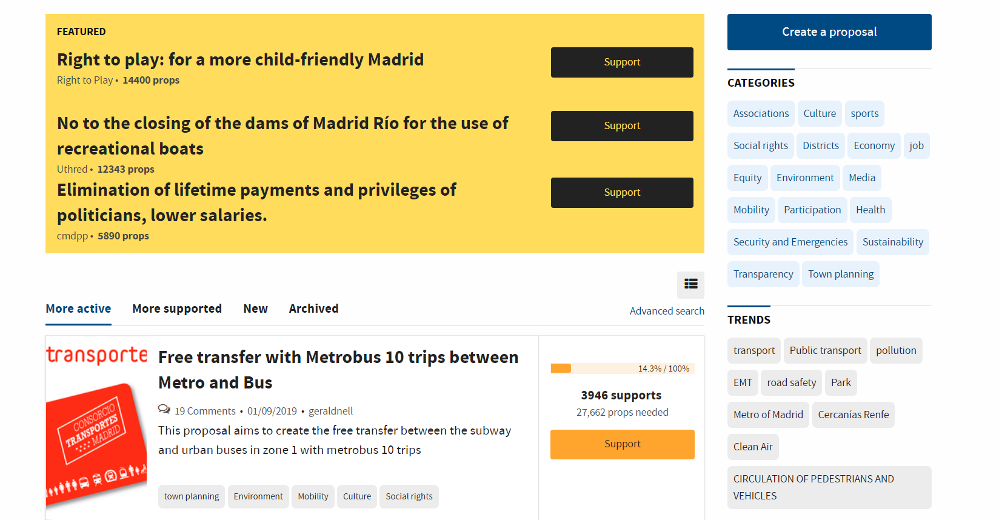 FEATURED
Right to play: for a more child-friendly Madrid
Right to Play • 14400 props
Support
No to the closing of the dams of Madrid Río for the use of
recreational boats
Uthred • 12343 props
Support
Elimination of lifetime payments and privileges of
politicians, lower salaries.
cmdpp • 5890 props
Support
More active More supported New Archived
Advanced search
transporte
CONSORCIO
TRANSPORTES
MADRID
Free transfer with Metrobus 10 trips between
Metro and Bus
19 Comments • 01/09/2019 • geraldnell
This proposal aims to create the free transfer between the subway
and urban buses in zone 1 with metrobus 10 trips
town planning Environment Mobility Culture Social rights
14.3% / 100%
3946 supports
27,662 props needed
Support
Create a proposal
CATEGORIES
Associations Culture sports
Social rights Districts Economy job
Equity Environment Media
Mobility Participation Health
Security and Emergencies Sustainability
Transparency Town planning
TRENDS
transport Public transport pollution
EMT road safety Park
Metro of Madrid Cercanías Renfe
Clean Air
CIRCULATION OF PEDESTRIANS AND
VEHICLES